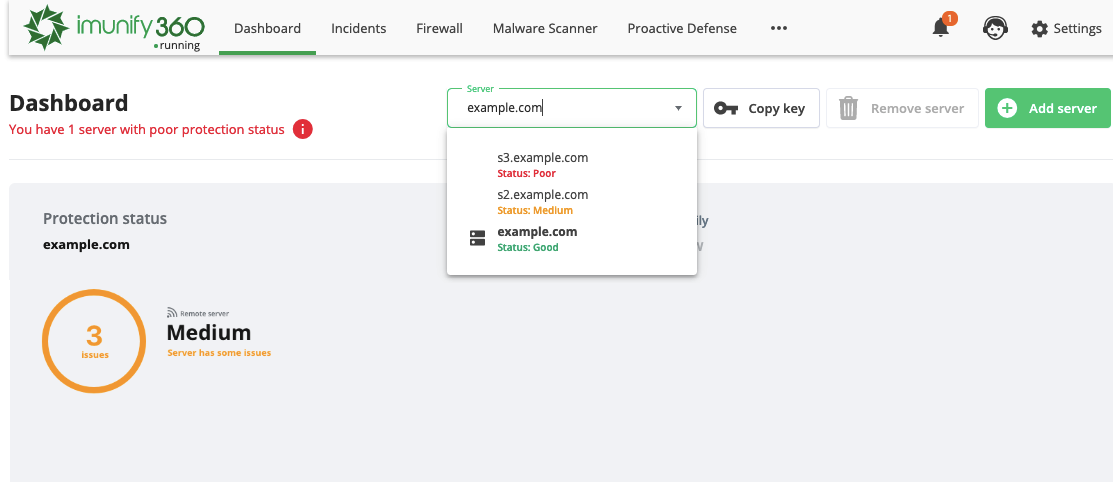 imunify360
running
Dashboard
Incidents
Firewall
Malware Scanner
Proactive Defense
1
Settings
Dashboard
You have 1 server with poor protection status
i
Server
example.com
Copy key
Remove server
Add server
s3.example.com
Status: Poor
s2.example.com
Status: Medium
example.com
Status: Good
Protection status
example.com
3
issues
Remote server
Medium
Server has some issues